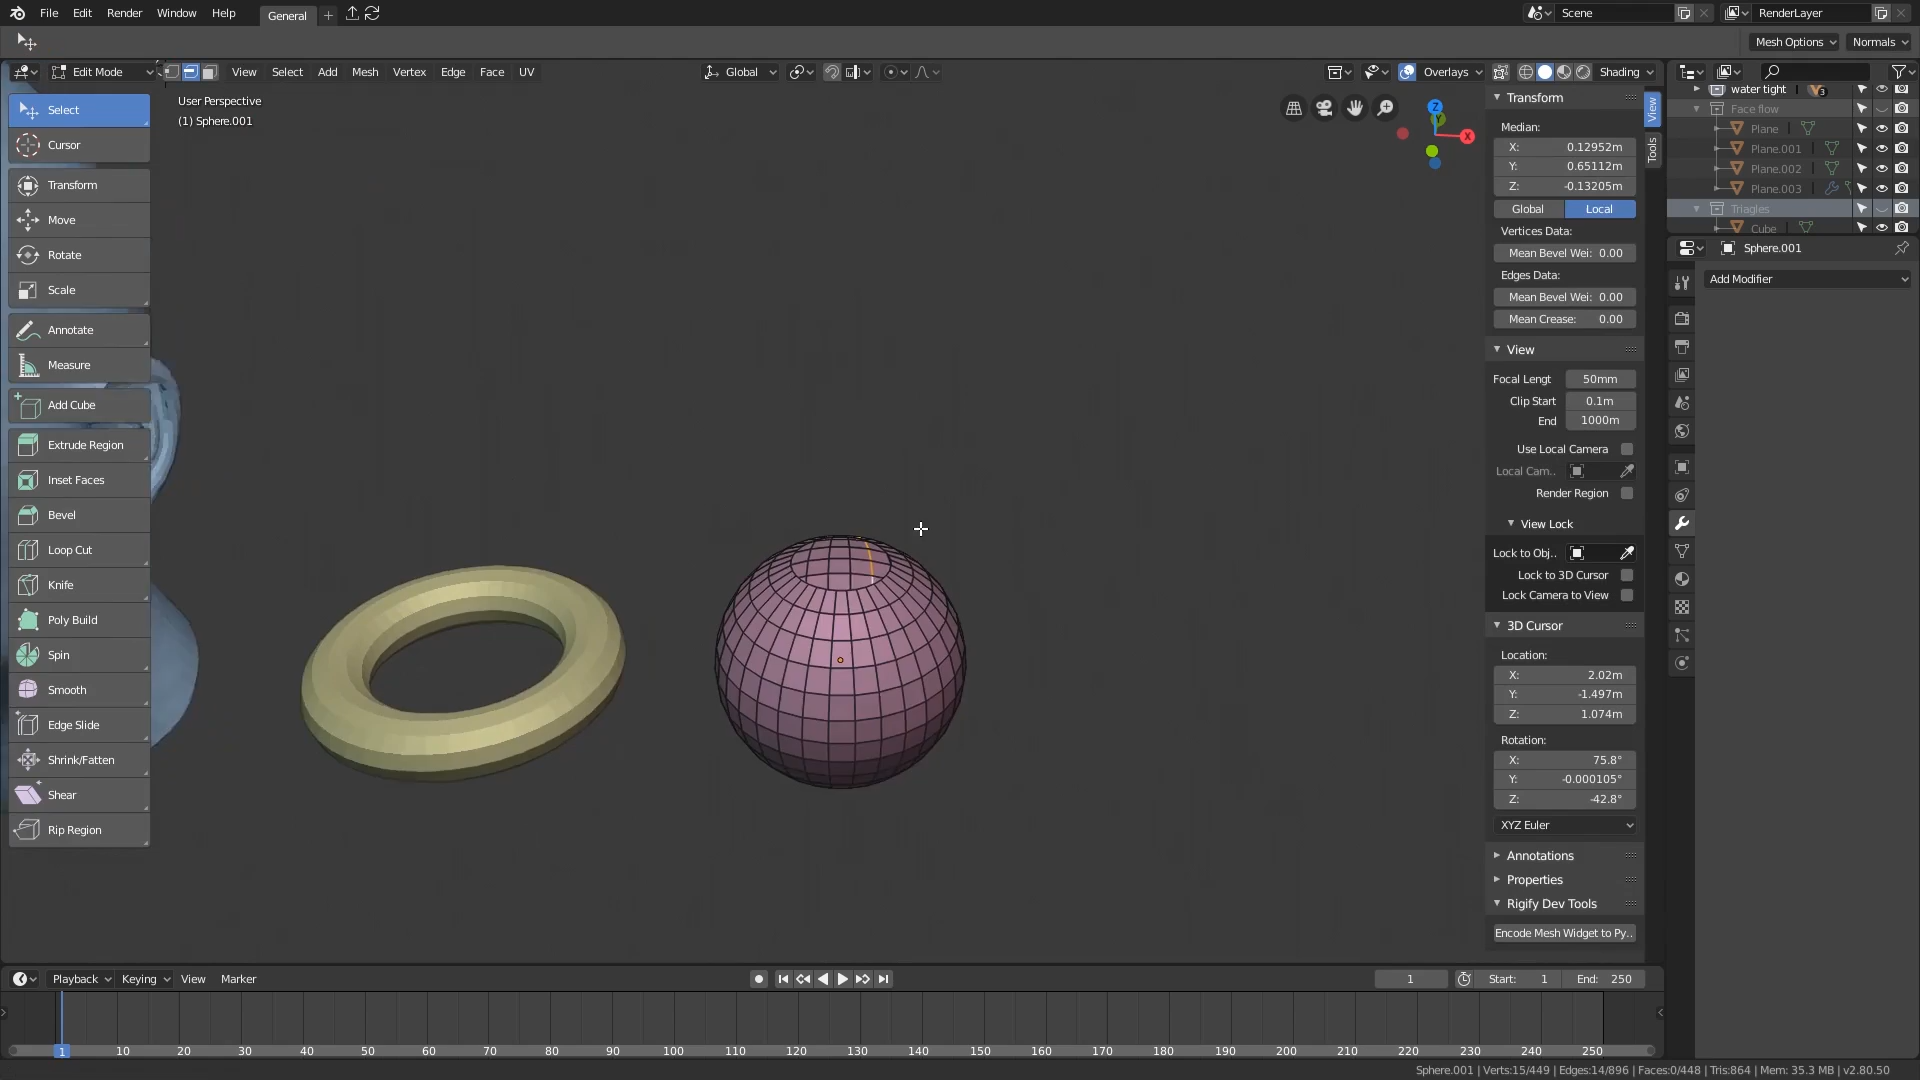 File Edit Render Window Help General + Scene RenderLayer
Mesh Options Normals
Edit Mode View Select Add Mesh Vertex Edge Face UV Global Overlays Shading
User Perspective
(1) Sphere.001
Select
Cursor
Transform
Move
Rotate
Scale
Annotate
Measure
Add Cube
Extrude Region
Inset Faces
Bevel
Loop Cut
Knife
Poly Build
Spin
Smooth
Edge Slide
Shrink/Fatten
Shear
Rip Region
Z
Y
X
Transform
Median:
X: 0.12952m
Y: 0.65112m
Z: -0.13205m
Global Local
Vertices Data:
Mean Bevel Wei: 0.00
Edges Data:
Mean Bevel Wei: 0.00
Mean Crease: 0.00
View
Focal Lengt 50mm
Clip Start 0.1m
End 1000m
Use Local Camera
Local Cam..
Render Region
View Lock
Lock to Obj..
Lock to 3D Cursor
Lock Camera to View
3D Cursor
Location:
X: 2.02m
Y: -1.497m
Z: 1.074m
Rotation:
X: 75.8°
Y: -0.000105°
Z: -42.8°
XYZ Euler
Annotations
Properties
Rigify Dev Tools
Encode Mesh Widget to Py..
View
Tools
water tight 3
Face flow
Plane
Plane.001
Plane.002
Plane.003
Triagles
Cube
Sphere.001
Add Modifier
Playback Keying View Marker 1 Start: 1 End: 250
1 10 20 30 40 50 60 70 80 90 100 110 120 130 140 150 160 170 180 190 200 210 220 230 240 250
Sphere.001 | Verts:15/449 | Edges:14/896 | Faces:0/448 | Tris:864 | Mem: 35.3 MB | v2.80.50